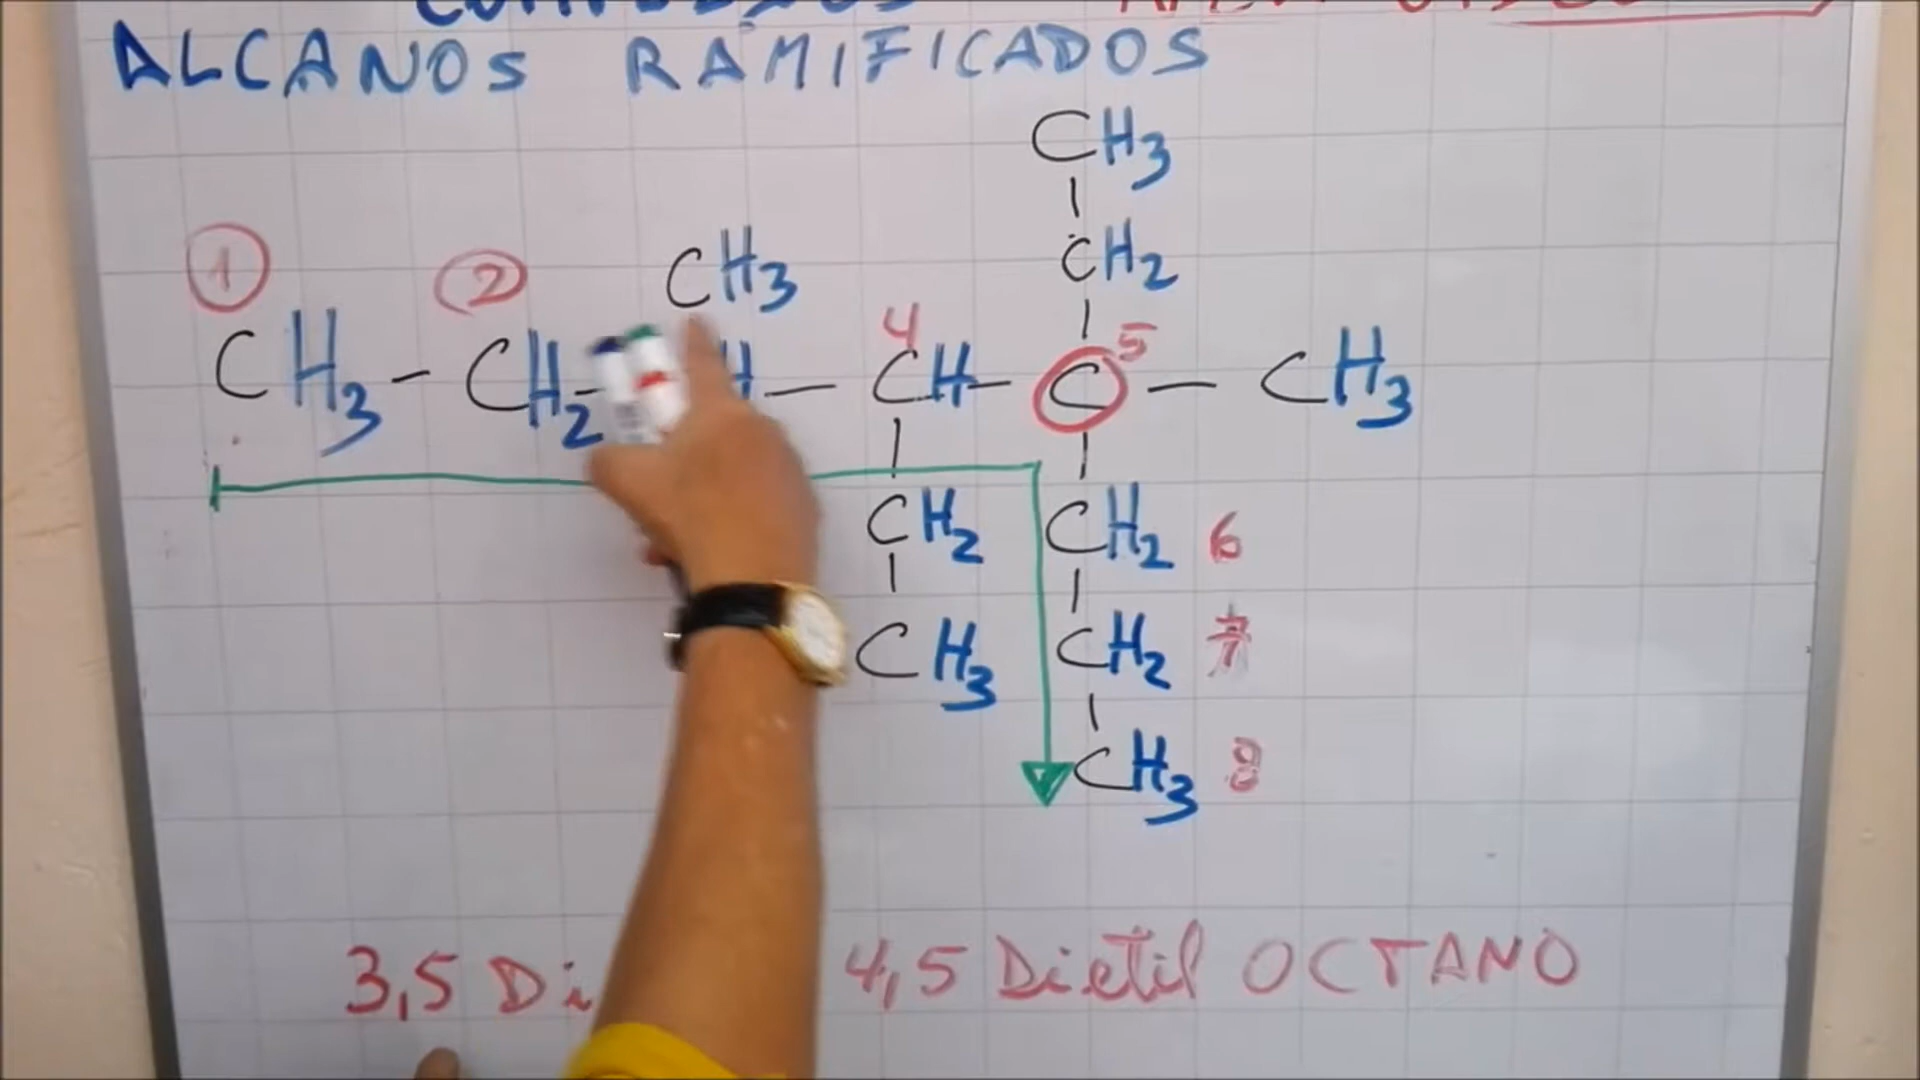 ALCANOS RAMIFICADOS
CH3
CH3 CH2
1 2 4 5
CH3 - CH2 - H - CH - C - CH3
CH2 CH2 6
CH3 CH2 7
CH3 8
3,5 Di 4,5 Dietil OCTANO